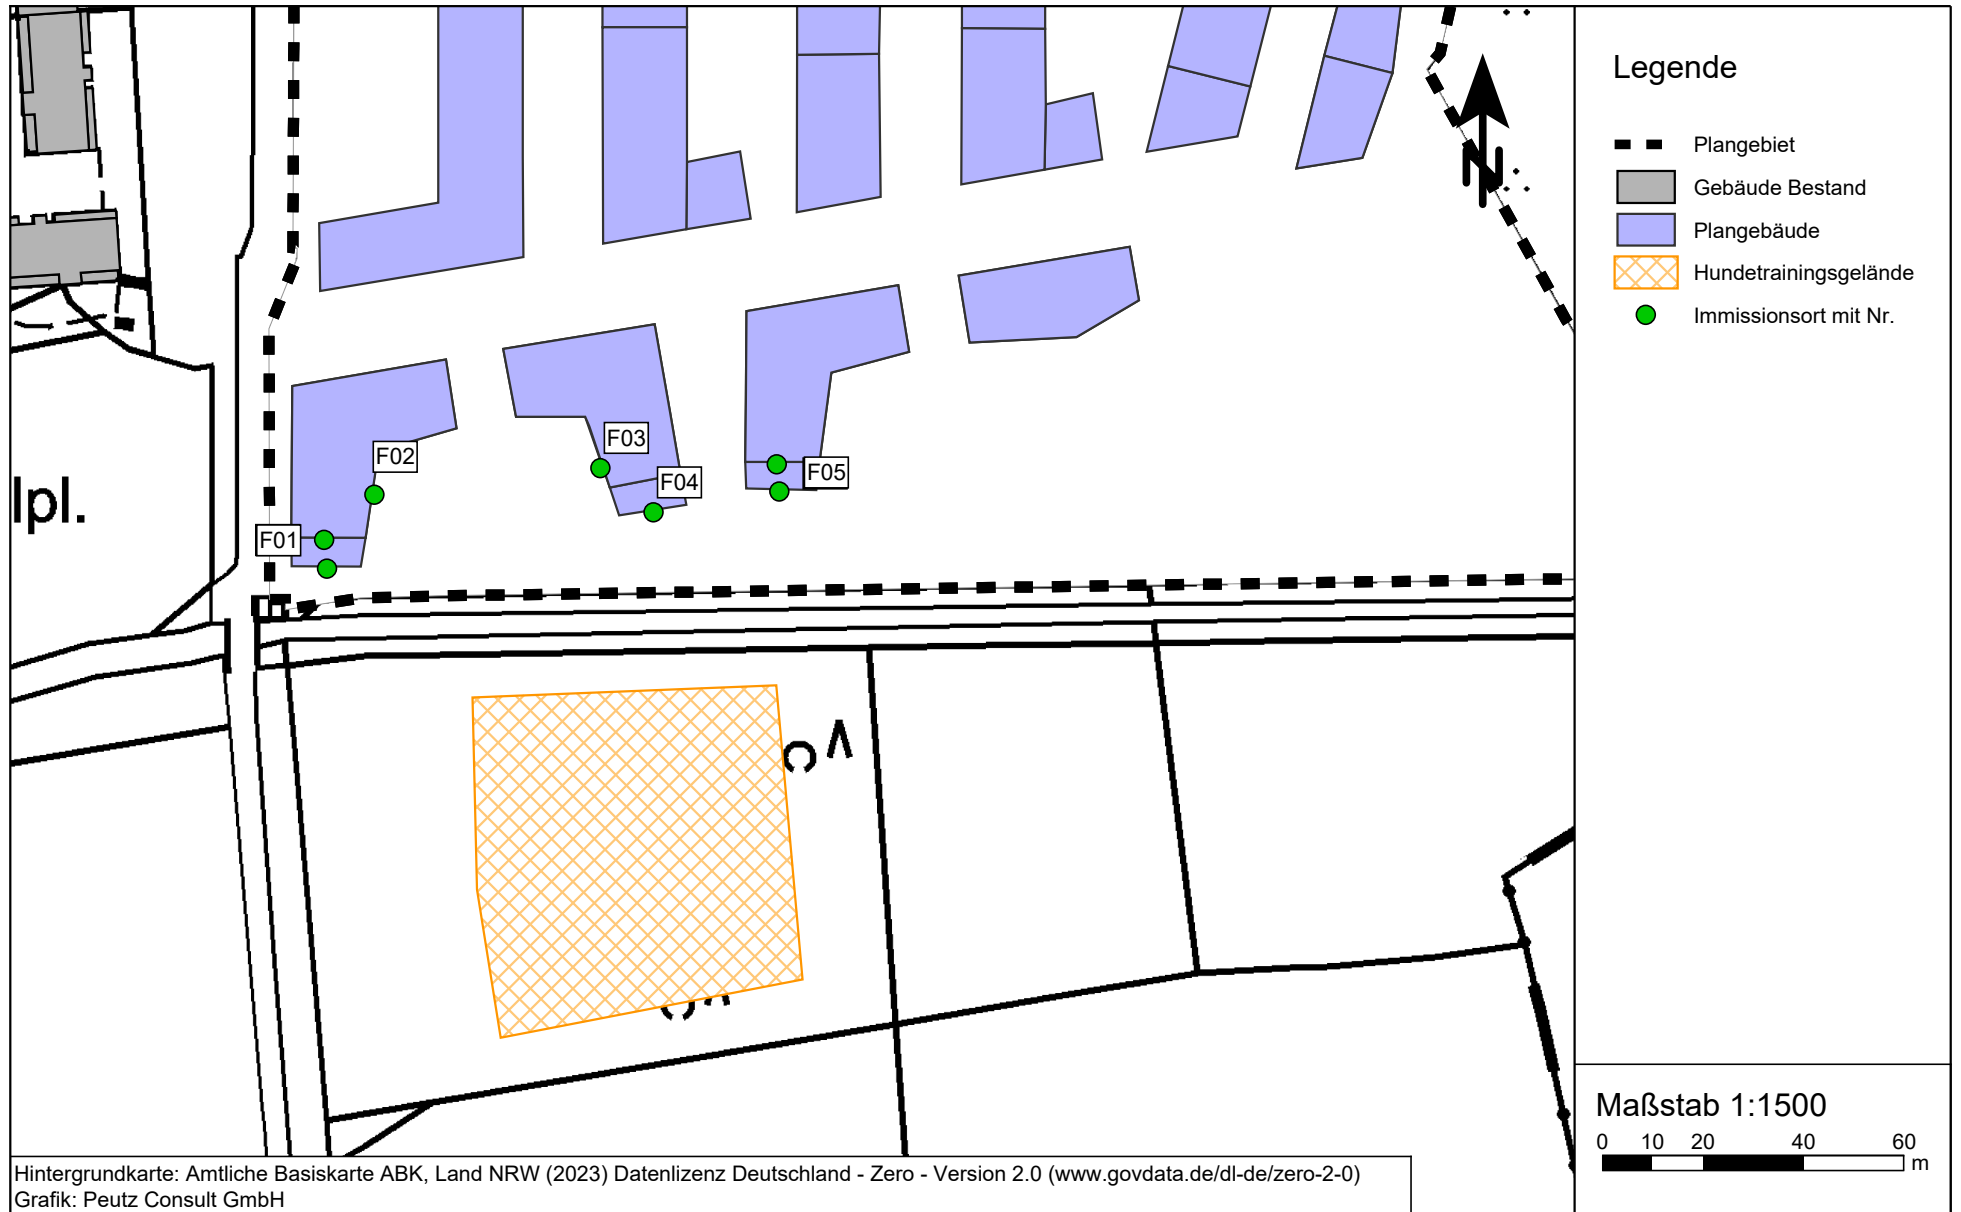 Legende
Plangebiet
Gebäude Bestand
Plangebäude
Hundetrainingsgelände
Immissionsort mit Nr.
N
F03
F02
F04
F05
lpl.
F01
Maßstab 1:1500
0 10 20 40 60
m
Hintergrundkarte: Amtliche Basiskarte ABK, Land NRW (2023) Datenlizenz Deutschland - Zero - Version 2.0 (www.govdata.de/dl-de/zero-2-0)
Grafik: Peutz Consult GmbH